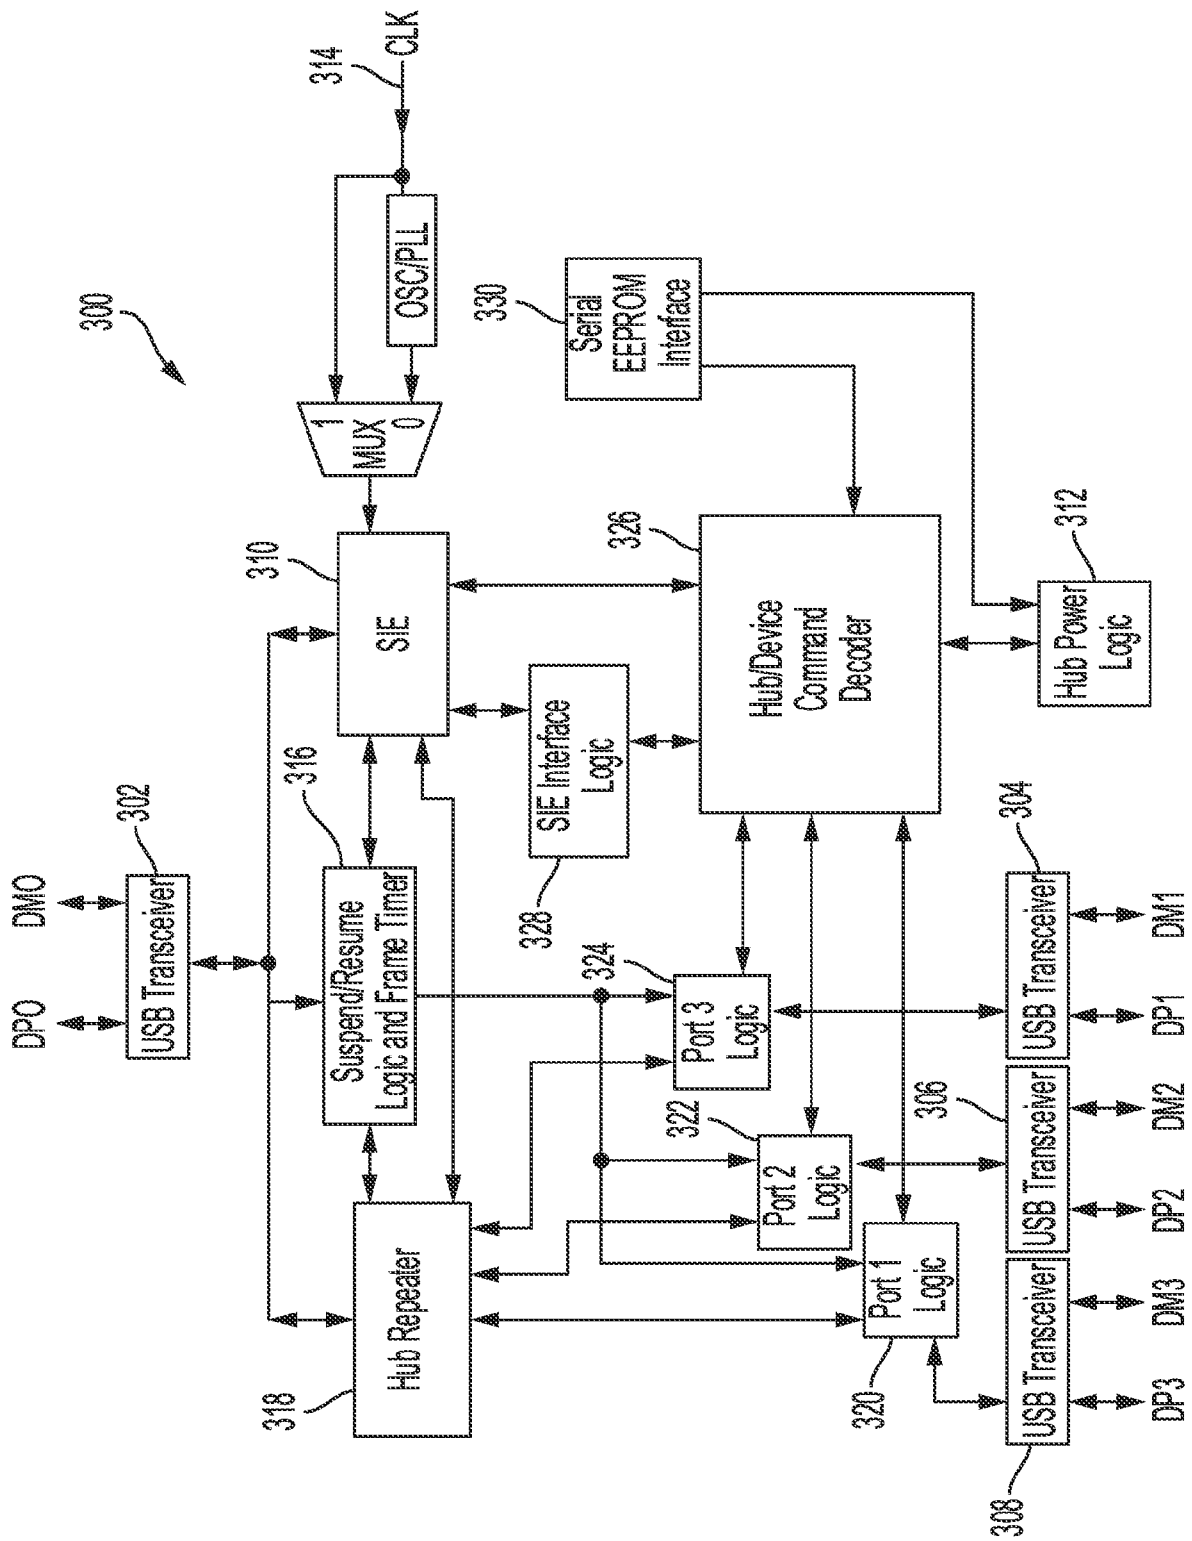 300
DPO
DMO
302
USB Transceiver
314
CLK
OSC/PLL
1
MUX
0
310
SIE
316
Suspend/Resume
Logic and Frame Timer
318
Hub Repeater
328
SIE Interface
Logic
330
Serial
EEPROM
Interface
326
Hub/Device
Command
Decoder
312
Hub Power
Logic
324
Port 3
Logic
322
Port 2
Logic
320
Port 1
Logic
308
USB Transceiver
306
USB Transceiver
304
USB Transceiver
DP3
DM3
DP2
DM2
DP1
DM1